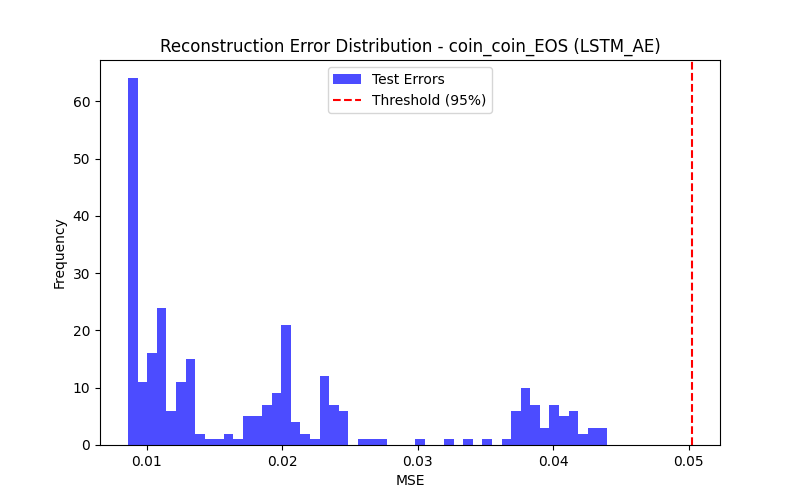 Reconstruction Error Distribution - coin_coin_EOS (LSTM_AE)
Test Errors
Threshold (95%)
60
50
40
30
20
10
0
Frequency
0.01 0.02 0.03 0.04 0.05
MSE